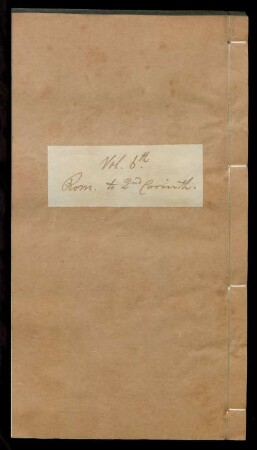 Vol. 6th
Rom. to 2nd Corinth.